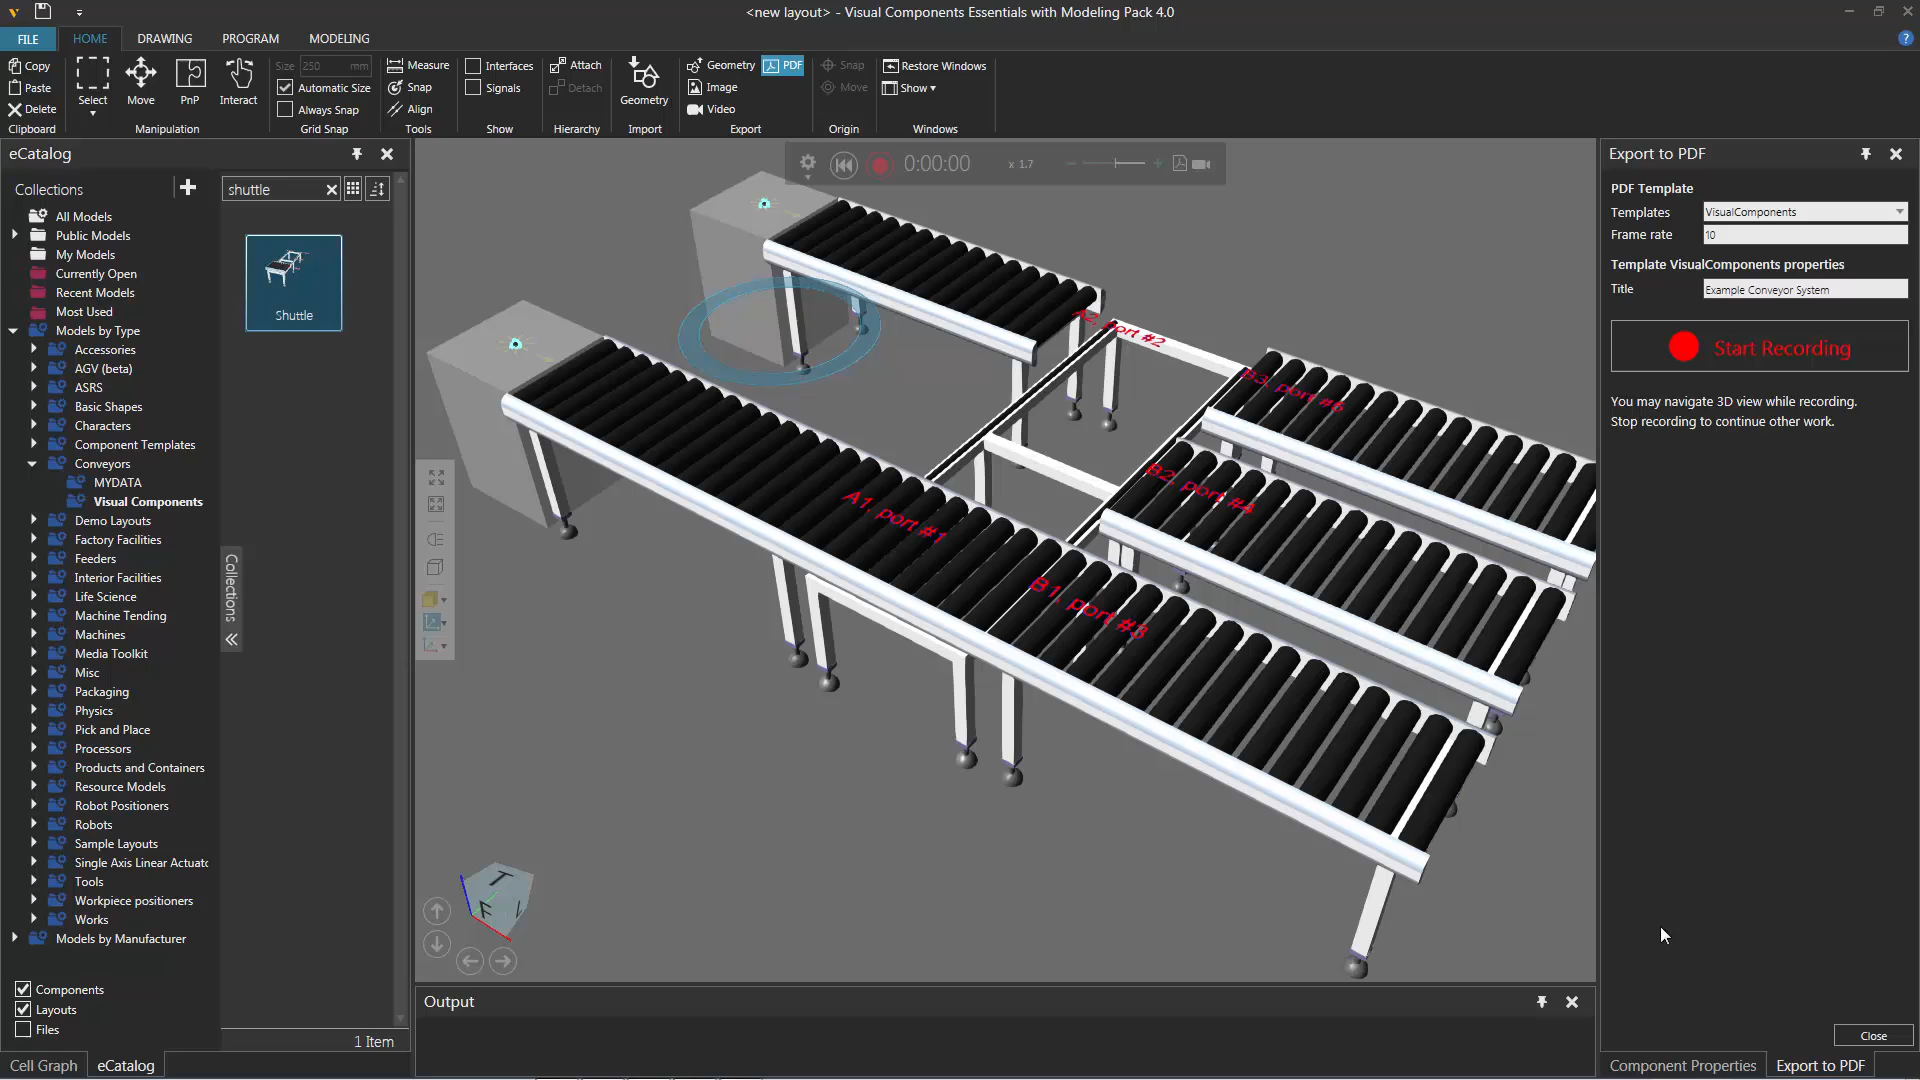 <new layout> - Visual Components Essentials with Modeling Pack 4.0
FILE HOME DRAWING PROGRAM MODELING
Copy
Paste
Delete
Clipboard
Select Move PnP Interact
Manipulation
Size 250 mm
Automatic Size
Always Snap
Grid Snap
Measure
Snap
Align
Tools
Interfaces
Signals
Show
Attach
Detach
Hierarchy
Geometry
Import
Geometry PDF
Image
Video
Export
Snap
Move
Origin
Restore Windows
Show
Windows
eCatalog
Collections
All Models
Public Models
My Models
Currently Open
Recent Models
Most Used
Models by Type
Accessories
AGV (beta)
ASRS
Basic Shapes
Characters
Component Templates
Conveyors
MYDATA
Visual Components
Demo Layouts
Factory Facilities
Feeders
Interior Facilities
Life Science
Machine Tending
Machines
Media Toolkit
Misc
Packaging
Physics
Pick and Place
Processors
Products and Containers
Resource Models
Robot Positioners
Robots
Sample Layouts
Single Axis Linear Actuato
Tools
Workpiece positioners
Works
Models by Manufacturer
Components
Layouts
Files
shuttle
Shuttle
Collections
1 Item
Cell Graph eCatalog
0:00:00 x 1.7
A2, port #2
B3, port #5
B2, port #4
A1, port #1
B1, port #3
T
F
Output
Export to PDF
PDF Template
Templates VisualComponents
Frame rate 10
Template VisualComponents properties
Title Example Conveyor System
Start Recording
You may navigate 3D view while recording.
Stop recording to continue other work.
Close
Component Properties Export to PDF